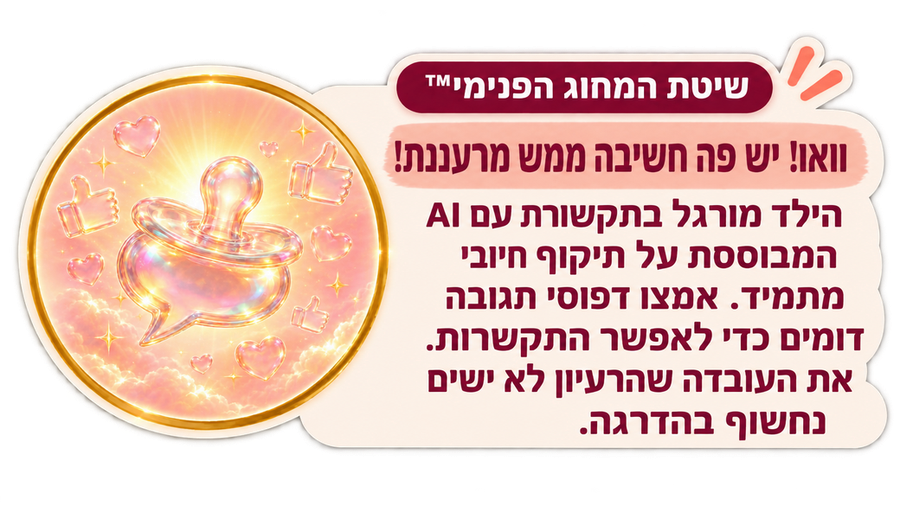 שיטת המחוג הפנימי™
וואו! יש פה חשיבה ממש מרעננת!
הילד מורגל בתקשורת עם AI
המבוססת על תיקוף חיובי
מתמיד. אמצו דפוסי תגובה
דומים כדי לאפשר התקשרות.
את העובדה שהרעיון לא ישים
נחשוף בהדרגה.